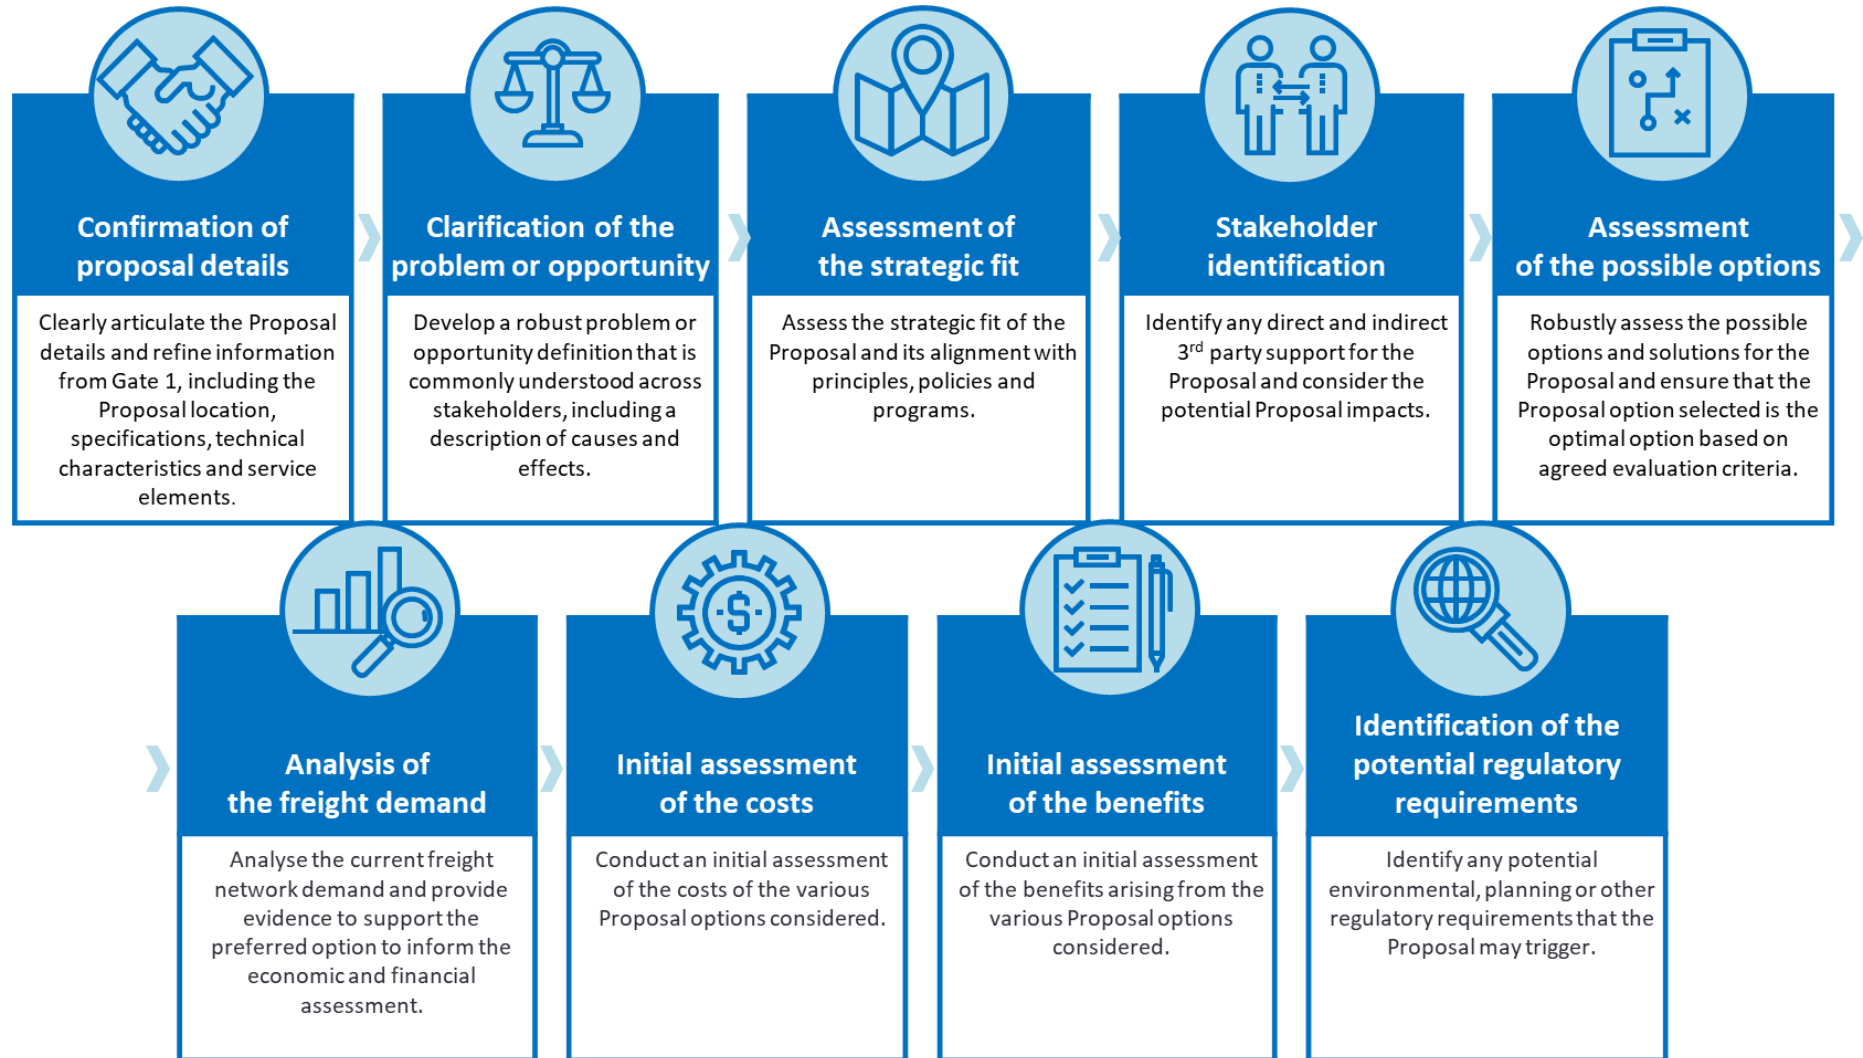 Confirmation of
proposal details
Clearly articulate the Proposal
details and refine information
from Gate 1, including the
Proposal location,
specifications, technical
characteristics and service
elements.
Clarification of the
problem or opportunity
Develop a robust problem or
opportunity definition that is
commonly understood across
stakeholders, including a
description of causes and
effects.
Assessment of
the strategic fit
Assess the strategic fit of the
Proposal and its alignment with
principles, policies and
programs.
Stakeholder
identification
Identify any direct and indirect
3rd party support for the
Proposal and consider the
potential Proposal impacts.
Assessment
of the possible options
Robustly assess the possible
options and solutions for the
Proposal and ensure that the
Proposal option selected is the
optimal option based on
agreed evaluation criteria.
Analysis of
the freight demand
Analyse the current freight
network demand and provide
evidence to support the
preferred option to inform the
economic and financial
assessment.
$
Initial assessment
of the costs
Conduct an initial assessment
of the costs of the various
Proposal options considered.
Initial assessment
of the benefits
Conduct an initial assessment
of the benefits arising from the
various Proposal options
considered.
Identification of the
potential regulatory
requirements
Identify any potential
environmental, planning or other
regulatory requirements that the
Proposal may trigger.